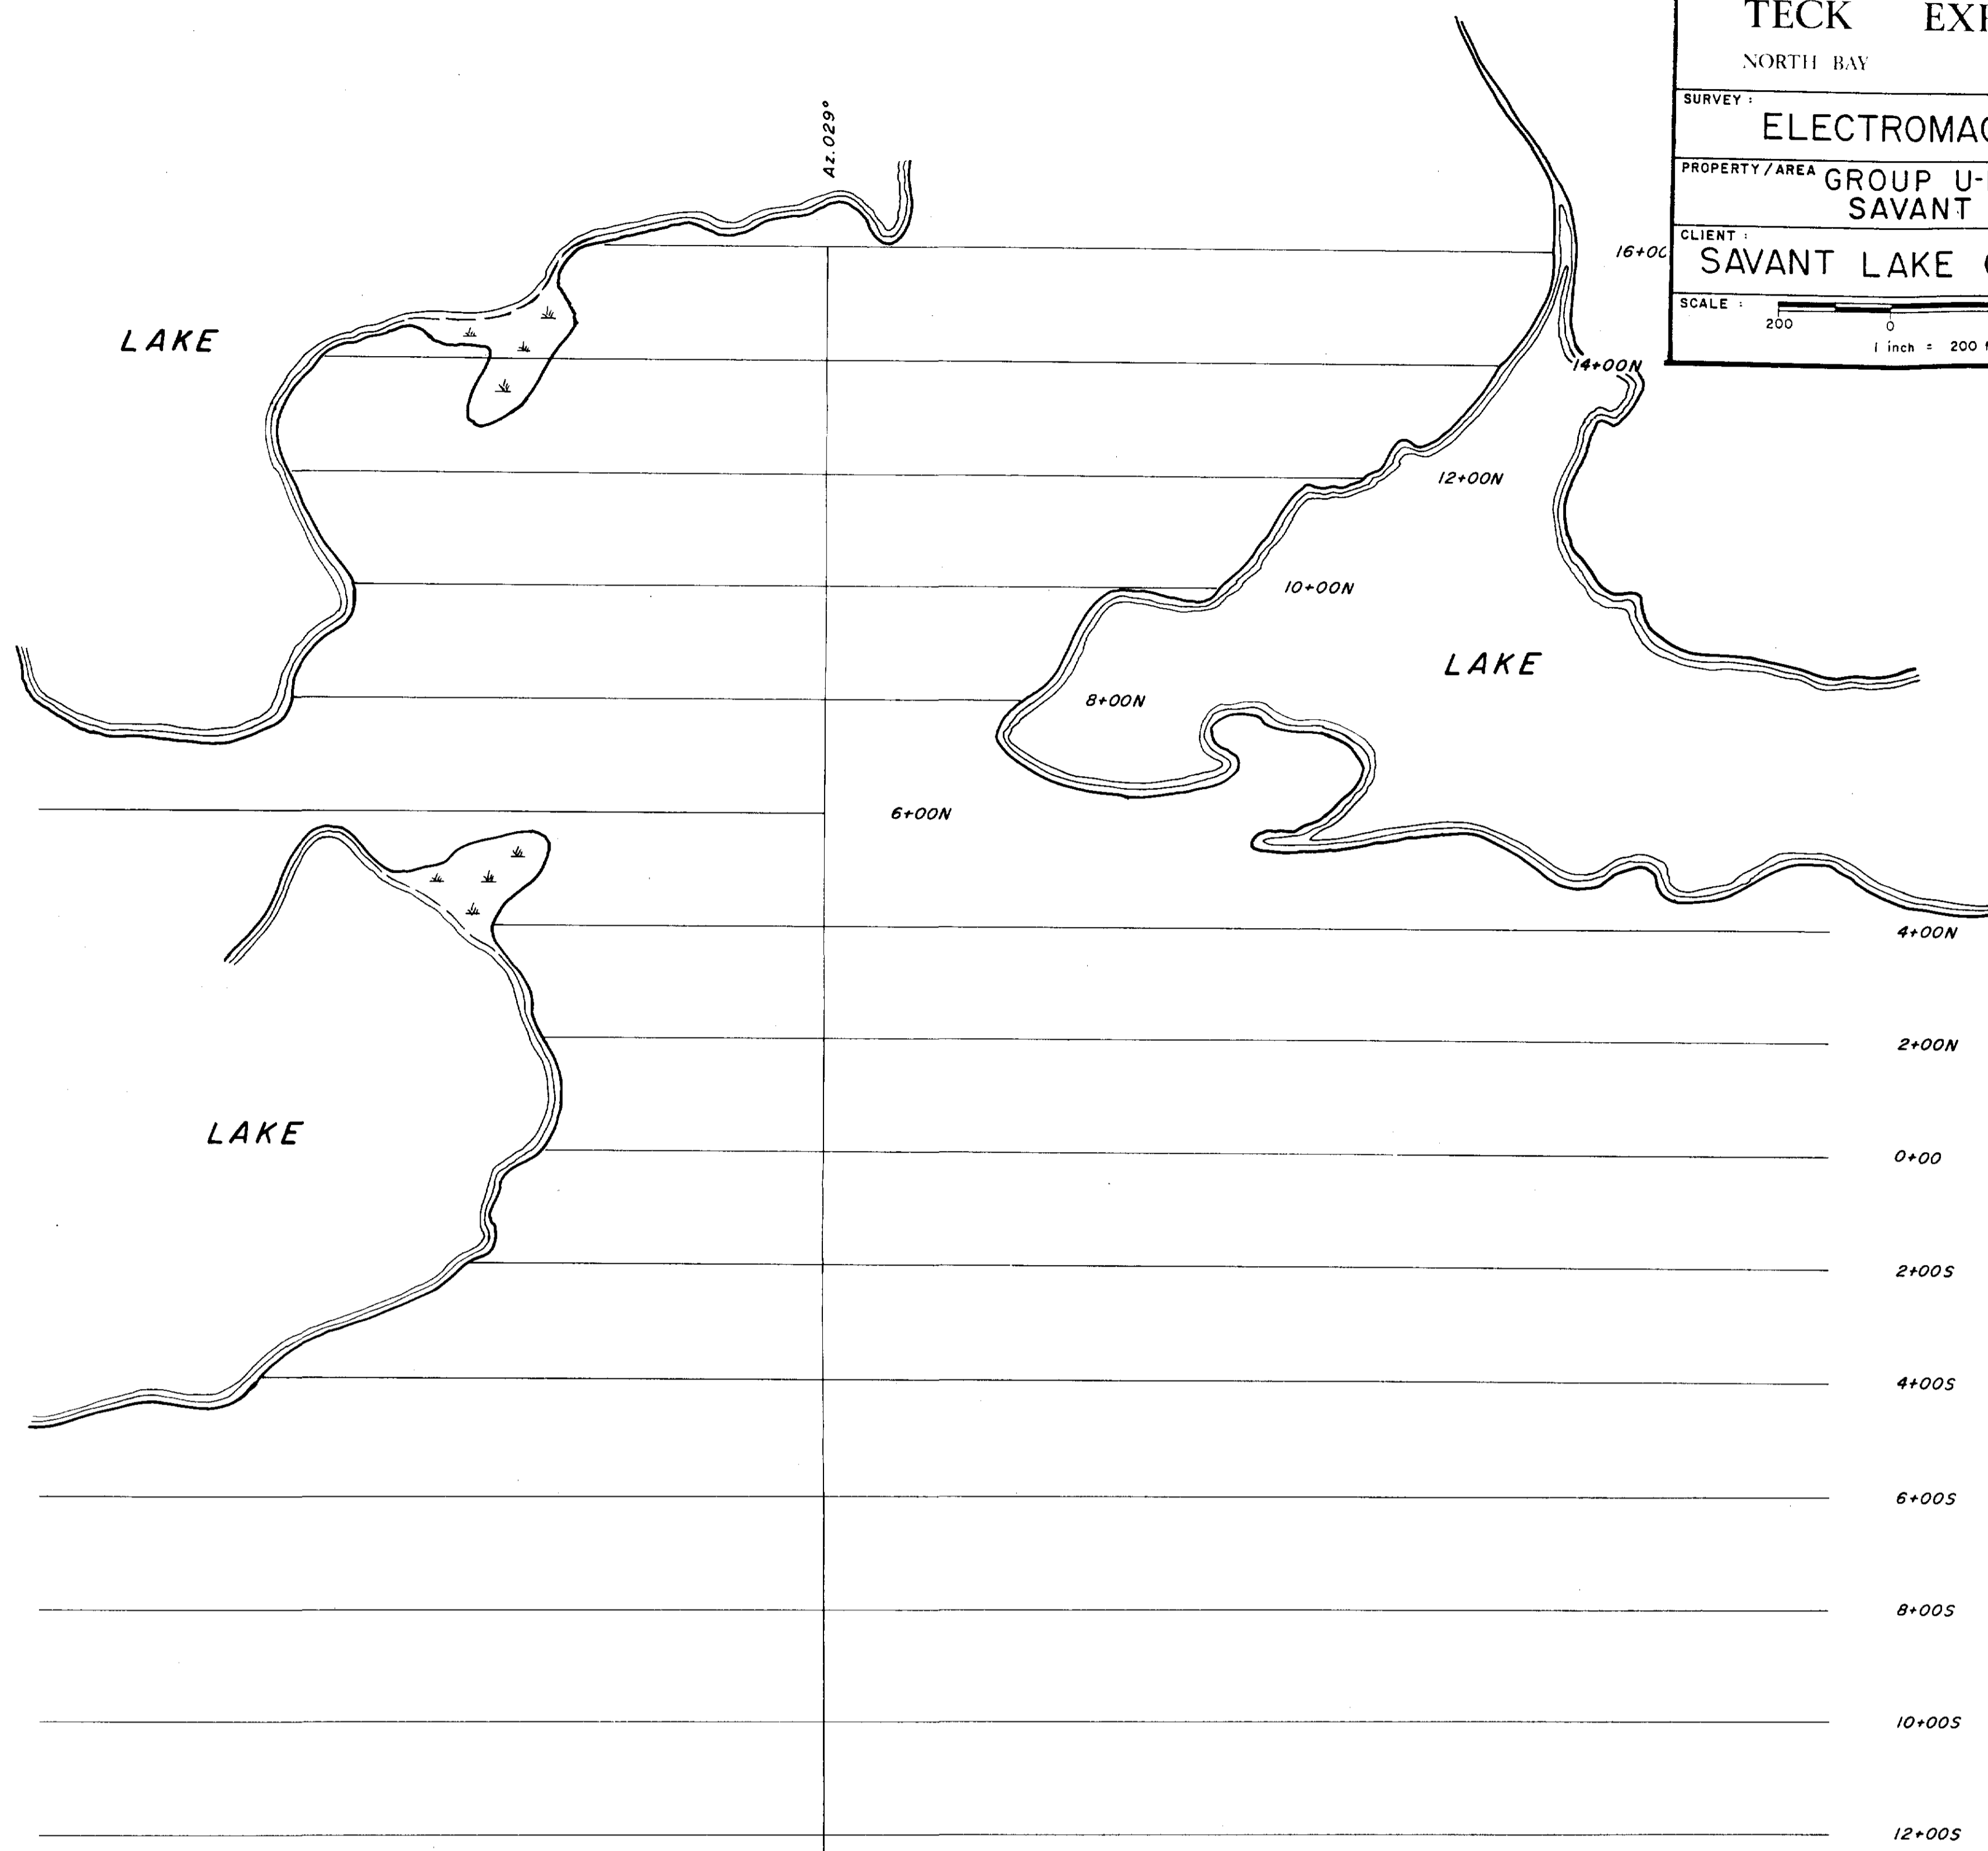 TECK EX
NORTH BAY
SURVEY :
ELECTROMA
PROPERTY / AREA GROUP U-
SAVANT
CLIENT :
SAVANT LAKE
SCALE :
200 0
1 inch = 200 f
Az. 029°
16+00
LAKE
14+00N
12+00N
10+00N
LAKE
8+00N
6+00N
4+00N
2+00N
LAKE
0+00
2+00S
4+00S
6+00S
8+00S
10+00S
12+00S